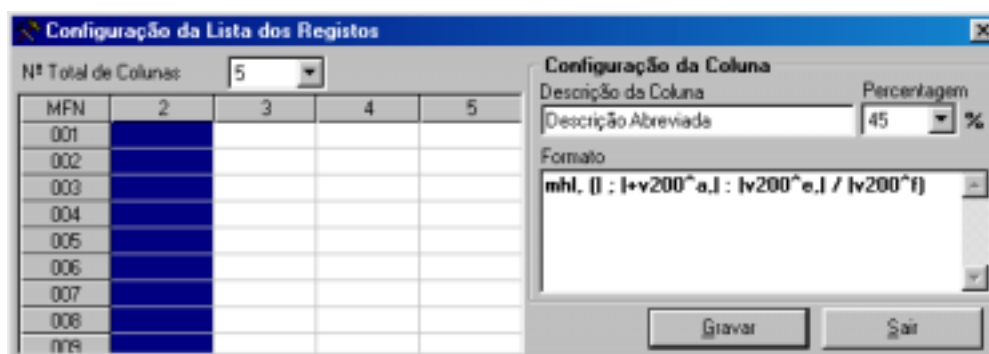 Configuração da Lista dos Registos
Nº Total de Colunas 5
MFN 2 3 4 5
001
002
003
004
005
006
007
008
009
Configuração da Coluna
Descrição da Coluna Percentagem
Descrição Abreviada 45 %
Formato
mhl, (| ; |+v200^a,| : |v200^e,| / |v200^f)
Gravar Sair